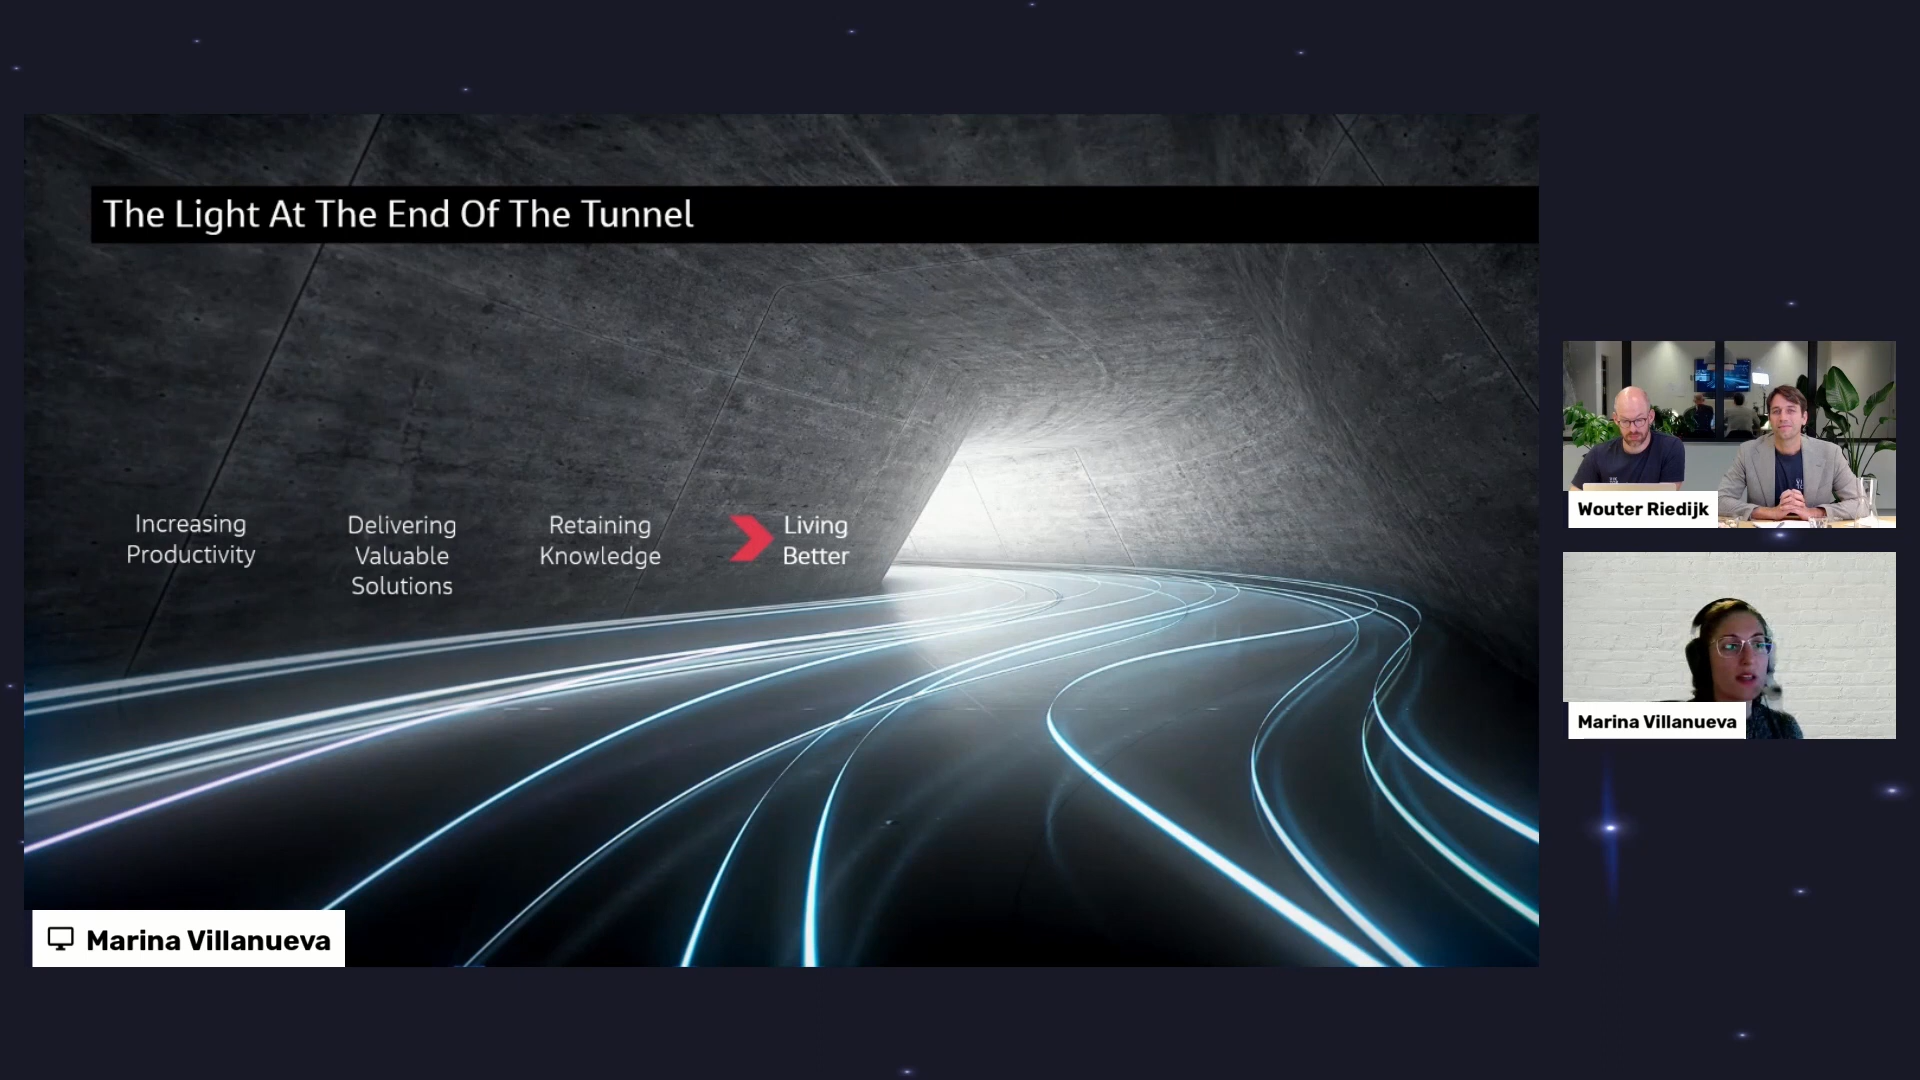 The Light At The End Of The Tunnel
Increasing
Productivity
Delivering
Valuable
Solutions
Retaining
Knowledge
Living
Better
Marina Villanueva
Wouter Riedijk
Marina Villanueva